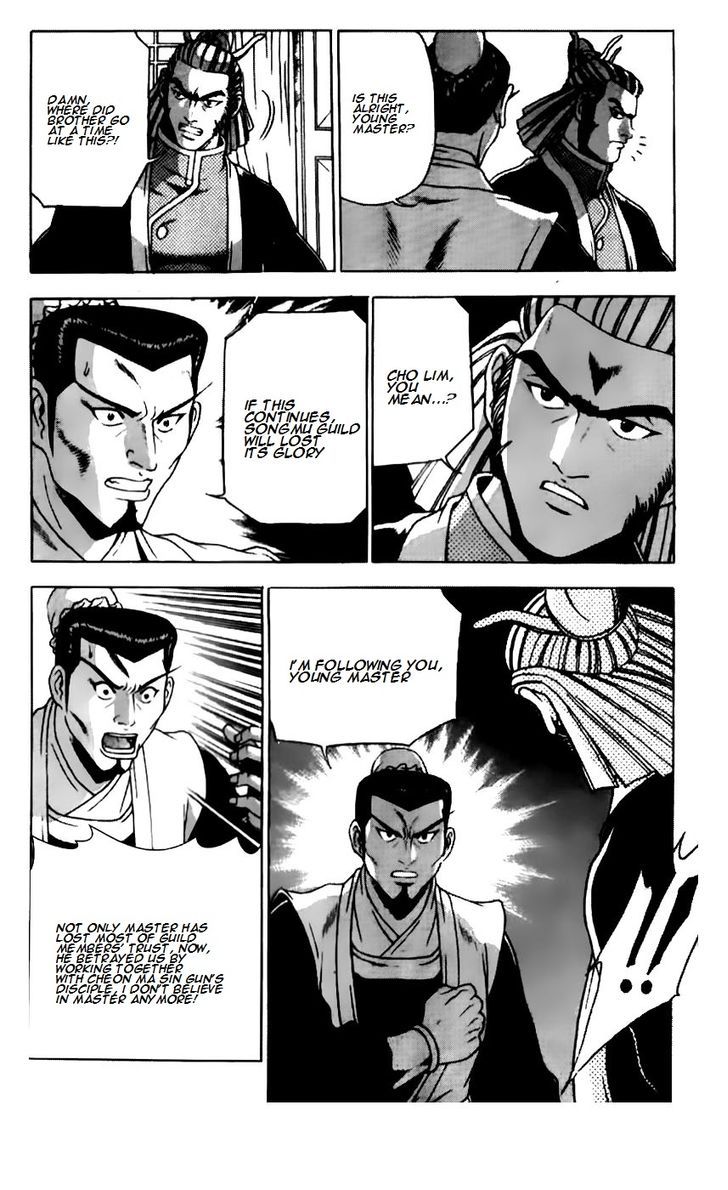 DAMN,
WHERE DID
BROTHER GO
AT A TIME
LIKE THIS?!
IS THIS
ALRIGHT,
YOUNG
MASTER?
IF THIS
CONTINUES,
SONGMU GUILD
WILL LOST
ITS GLORY
CHO LIM,
YOU
MEAN...?
NOT ONLY MASTER HAS
LOST MOST OF GUILD
MEMBERS' TRUST, NOW,
HE BETRAYED US BY
WORKING TOGETHER
WITH CHEON MA SIN GUN'S
DISCIPLE, I DON'T BELIEVE
IN MASTER ANYMORE!
I'M FOLLOWING YOU,
YOUNG MASTER
!!